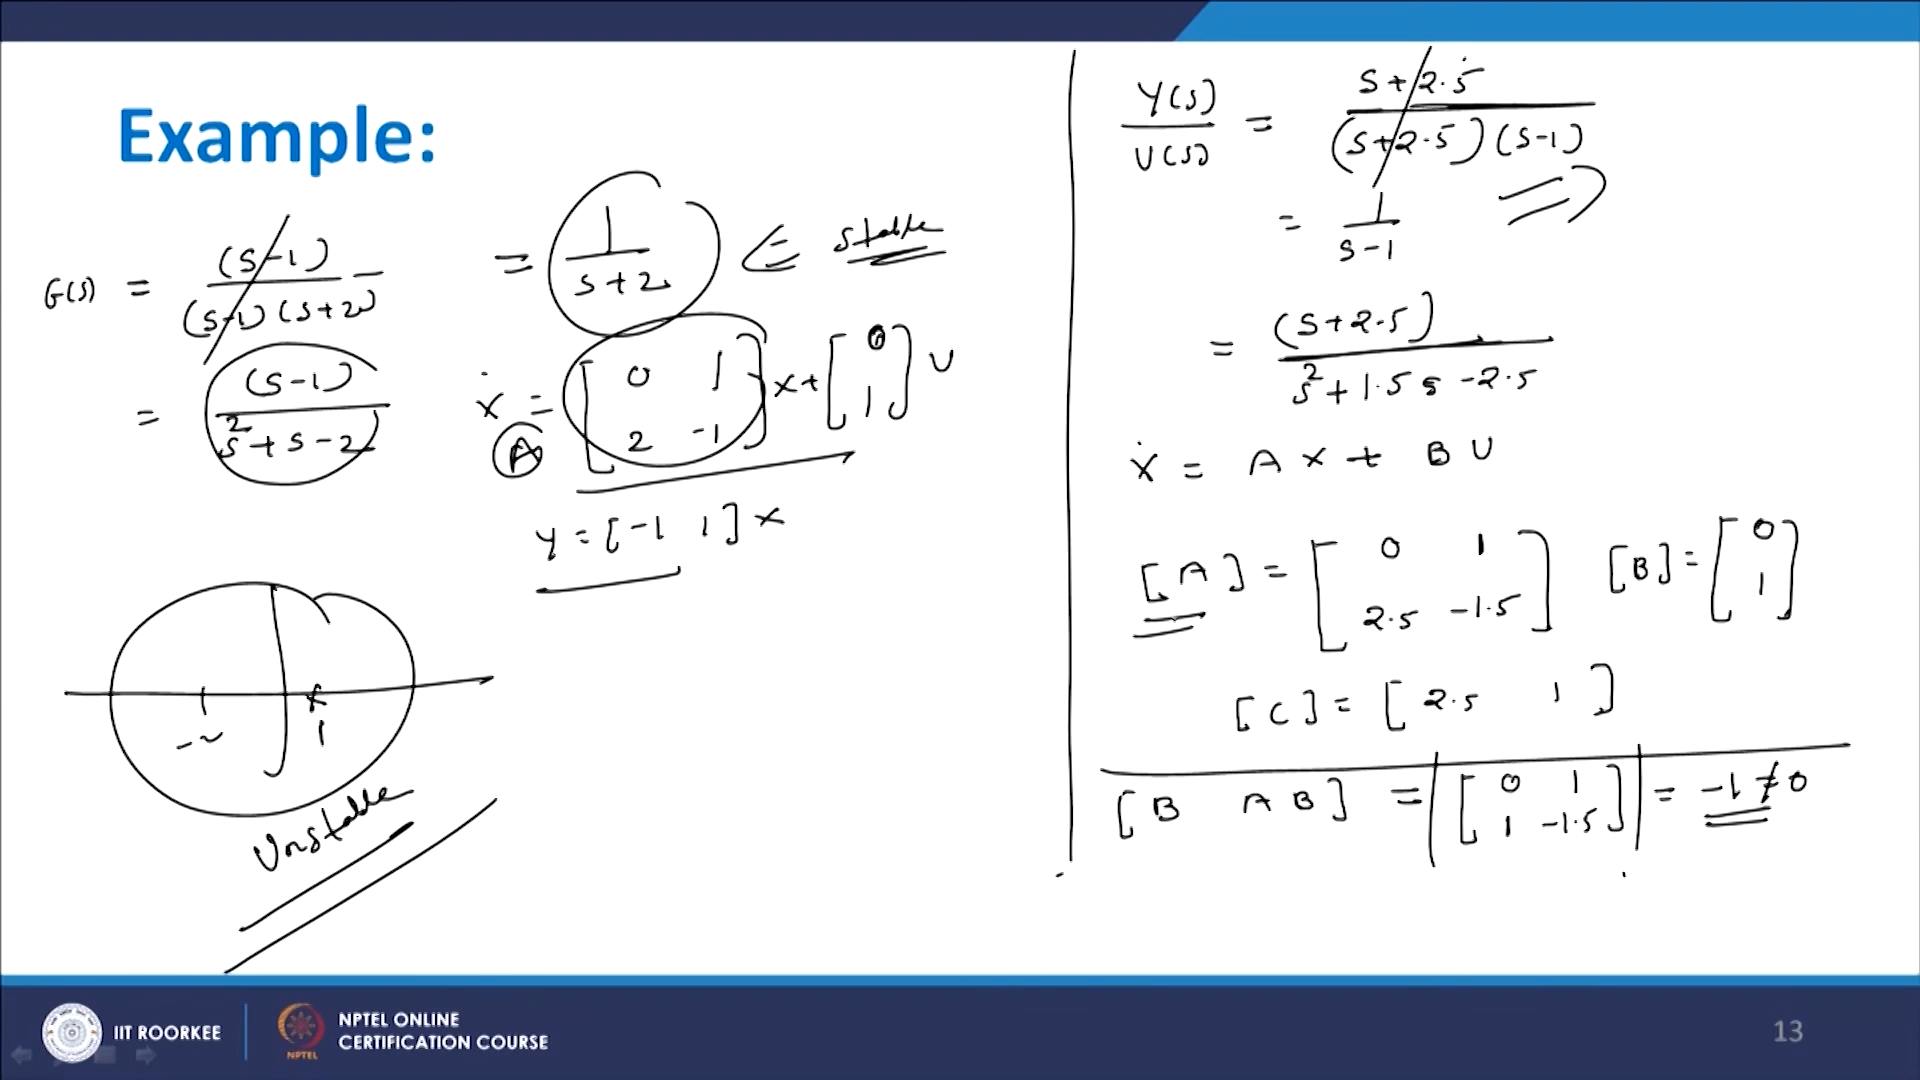 Example:
G(s) = (s-1) / (s-1)(s+2) = 1 / s+2 ⇐ stable
= (s-1) / s²+s-2
ẋ = [0 1; 2 -1] x + [0; 1] U
A
Y = [-1 1] x
-2 1
Unstable
Y(s) / U(s) = s+2.5 / (s+2.5)(s-1) ⇒
= 1 / s-1
= (s+2.5) / s²+1.5s-2.5
ẋ = Ax + BU
[A] = [0 1; 2.5 -1.5] [B] = [0; 1]
[C] = [2.5 1]
[B AB] = |[0 1; 1 -1.5]| = -1 ≠ 0
IIT ROORKEE
NPTEL
NPTEL ONLINE
CERTIFICATION COURSE
13